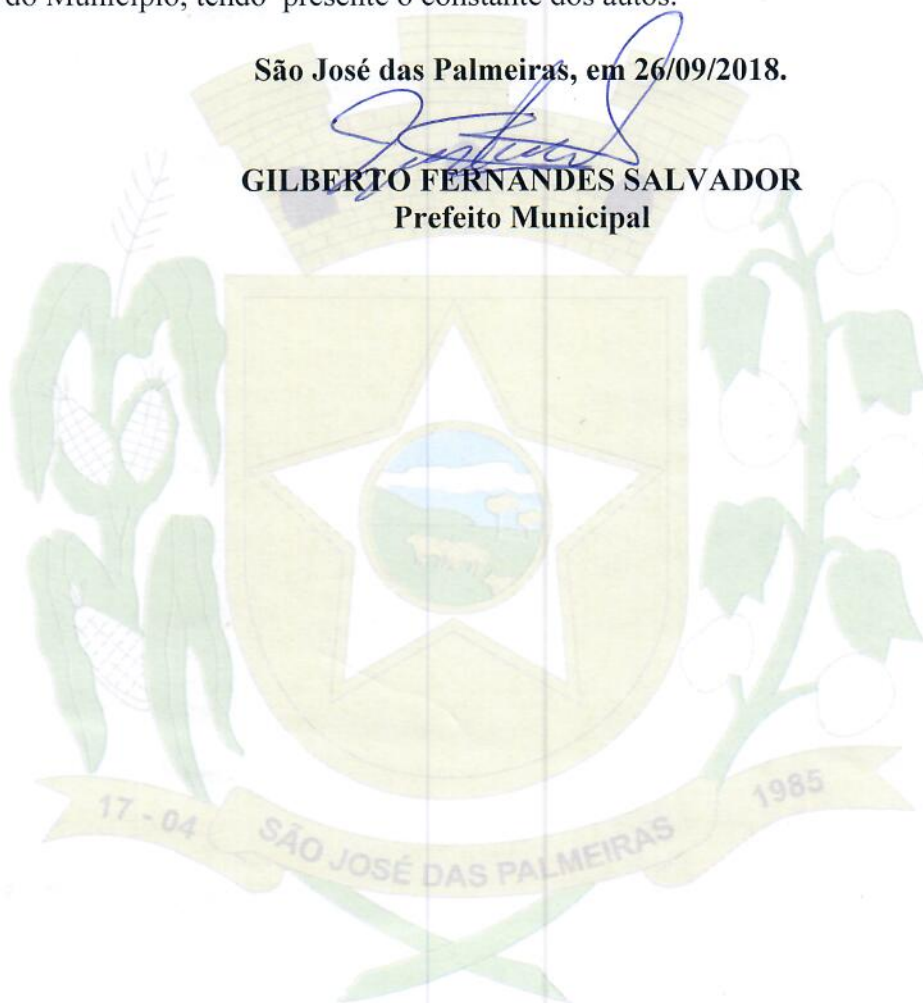 do Município, tendo presente o constante dos autos.
São José das Palmeiras, em 26/09/2018.
GILBERTO FERNANDES SALVADOR
Prefeito Municipal
17 - 04
SÃO JOSÉ DAS PALMEIRAS
1985